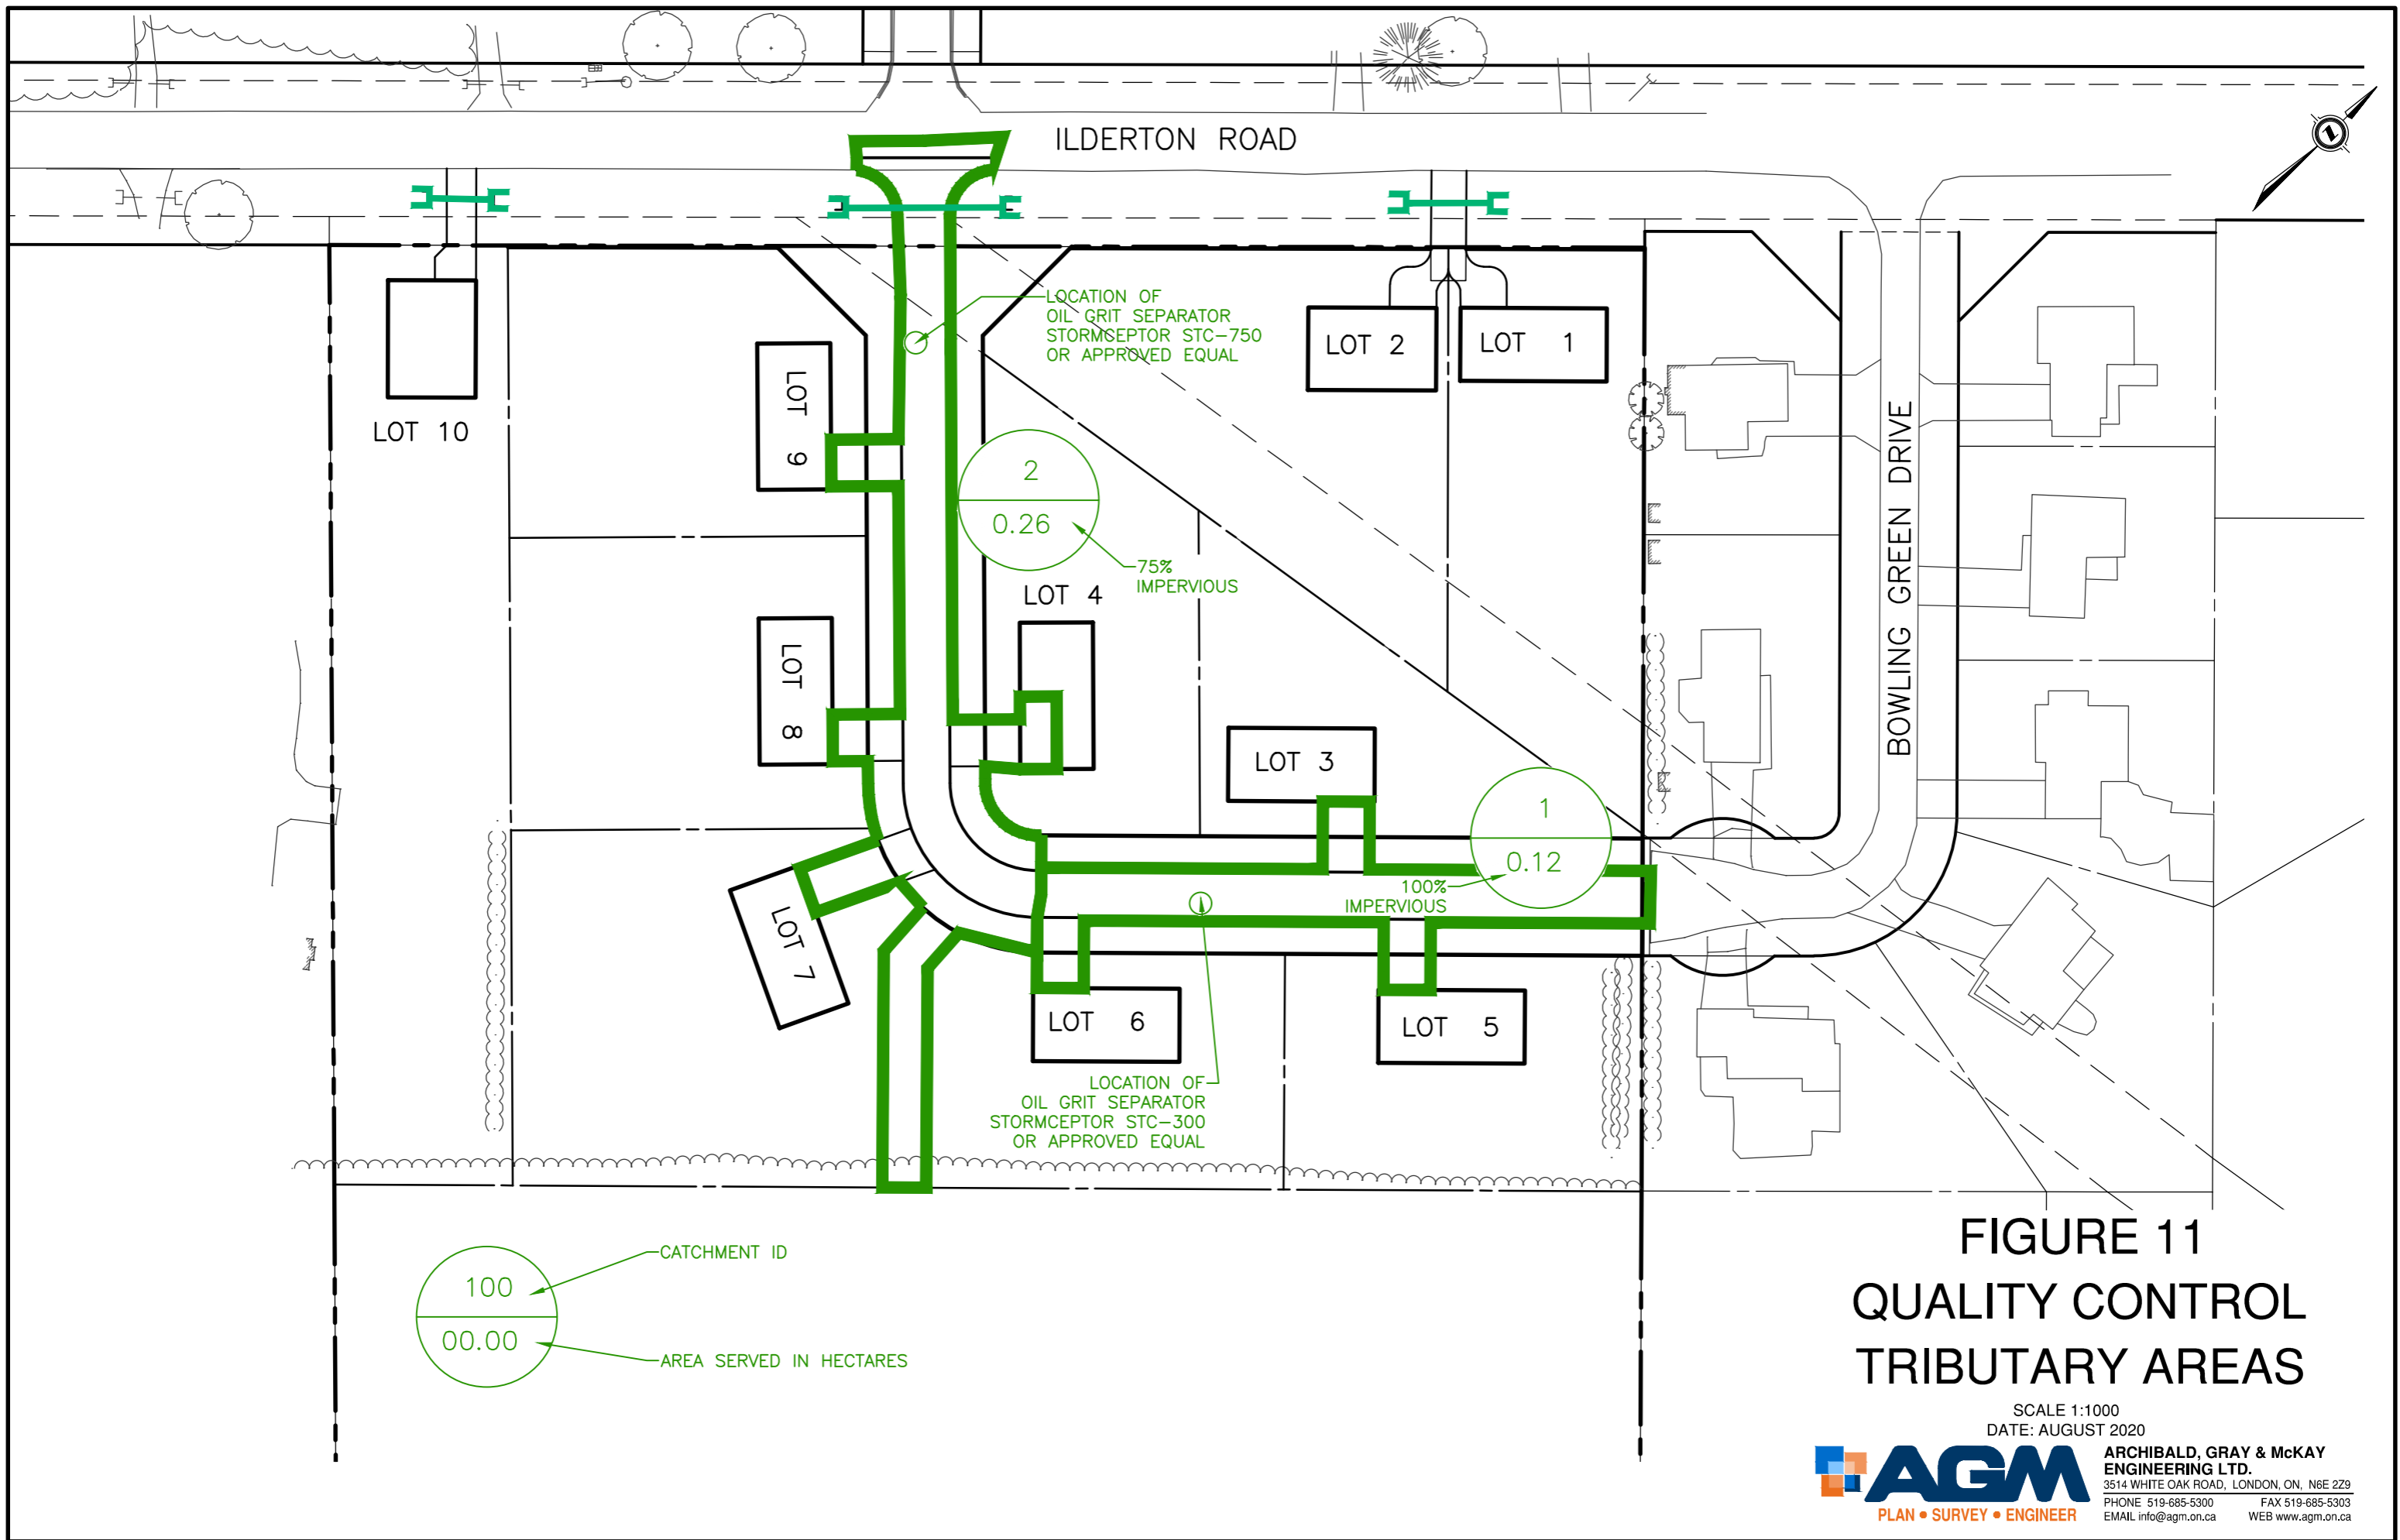 ILDERTON ROAD
LOCATION OF
OIL GRIT SEPARATOR
STORMCEPTOR STC-750
OR APPROVED EQUAL
LOT 2
LOT 1
LOT 10
LOT 9
2
0.26
75%
IMPERVIOUS
BOWLING GREEN DRIVE
LOT 4
LOT 8
LOT 3
1
0.12
100%
IMPERVIOUS
LOT 7
LOT 6
LOT 5
LOCATION OF
OIL GRIT SEPARATOR
STORMCEPTOR STC-300
OR APPROVED EQUAL
CATCHMENT ID
100
00.00
AREA SERVED IN HECTARES
FIGURE 11
QUALITY CONTROL
TRIBUTARY AREAS
SCALE 1:1000
DATE: AUGUST 2020
AGM
PLAN • SURVEY • ENGINEER
ARCHIBALD, GRAY & McKAY
ENGINEERING LTD.
3514 WHITE OAK ROAD, LONDON, ON, N6E 2Z9
PHONE 519-685-5300 FAX 519-685-5303
EMAIL info@agm.on.ca WEB www.agm.on.ca